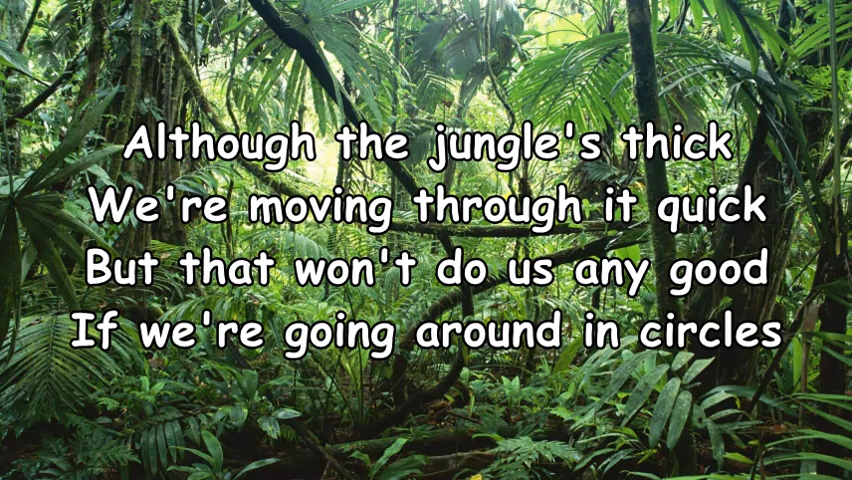 Although the jungle's thick
We're moving through it quick
But that won't do us any good
If we're going around in circles